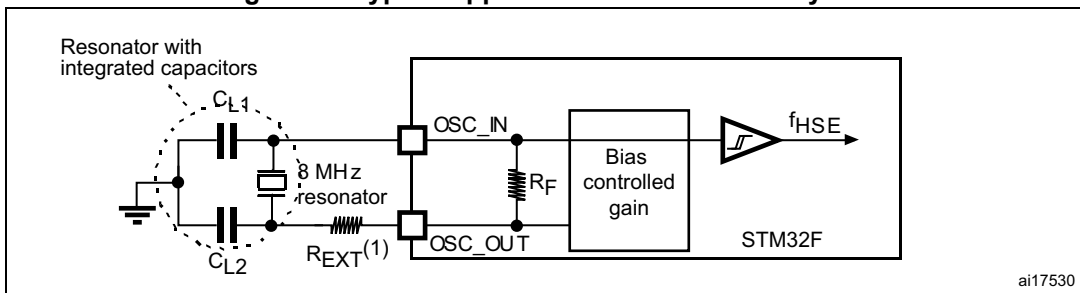 Resonator with
integrated capacitors
CL1
OSC_IN
fHSE
8 MHz
resonator
RF
Bias
controlled
gain
OSC_OUT
STM32F
REXT(1)
CL2
ai17530